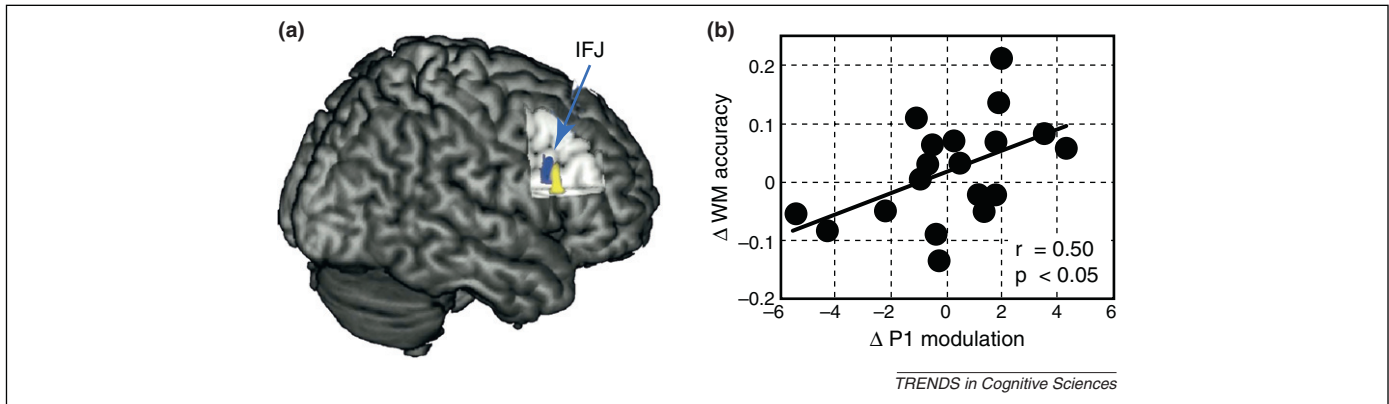 (a)
IFJ
(b)
Δ WM accuracy
0.2
0.1
0
−0.1
−0.2
r = 0.50
p < 0.05
−6 −4 −2 0 2 4 6
Δ P1 modulation
TRENDS in Cognitive Sciences